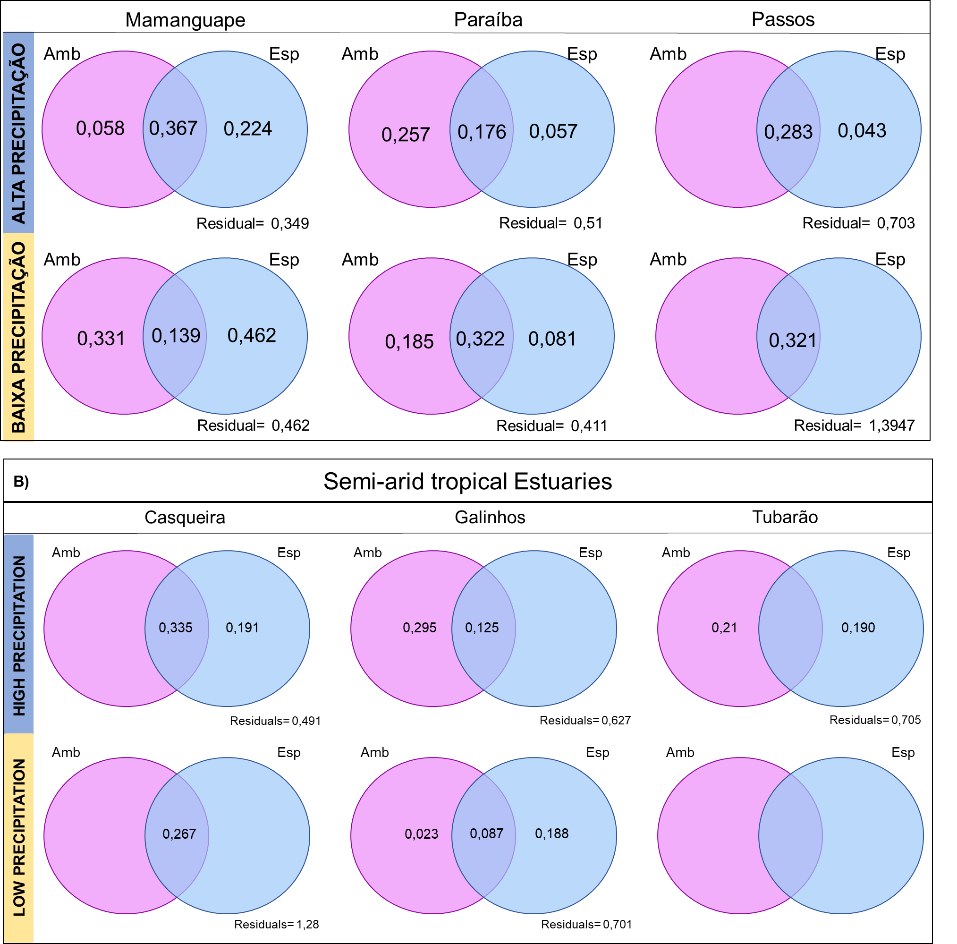 Mamanguape Paraíba Passos
ALTA PRECIPITAÇÃO
Amb Esp Amb Esp Amb Esp
0,058 0,367 0,224 0,257 0,176 0,057 0,283 0,043
Residual= 0,349 Residual= 0,51 Residual= 0,703
BAIXA PRECIPITAÇÃO
Amb Esp Amb Esp Amb Esp
0,331 0,139 0,462 0,185 0,322 0,081 0,321
Residual= 0,462 Residual= 0,411 Residual= 1,3947
B) Semi-arid tropical Estuaries
Casqueira Galinhos Tubarão
HIGH PRECIPITATION
Amb Esp Amb Esp Amb Esp
0,335 0,191 0,295 0,125 0,21 0,190
Residuals= 0,491 Residuals= 0,627 Residuals= 0,705
LOW PRECIPITATION
Amb Esp Amb Esp Amb Esp
0,267 0,023 0,087 0,188
Residuals= 1,28 Residuals= 0,701